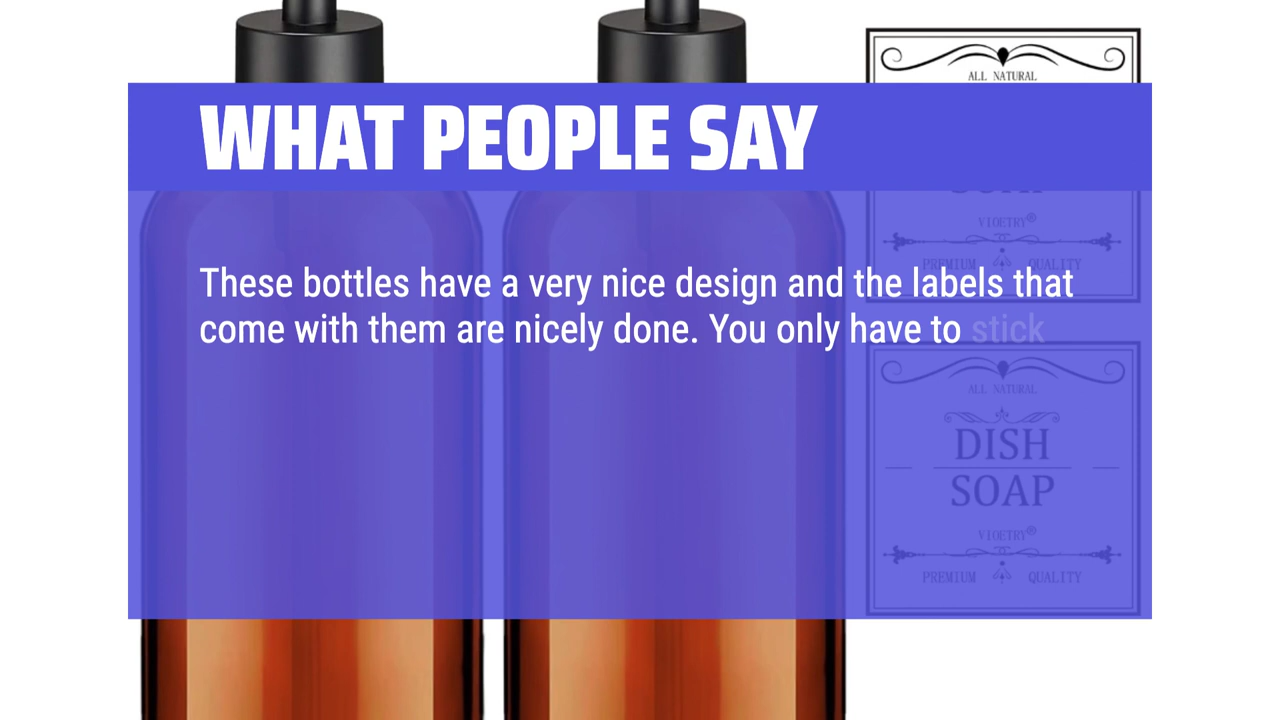 ALL NATURAL
WHAT PEOPLE SAY
VIOETRY®
PREMIUM QUALITY
These bottles have a very nice design and the labels that
come with them are nicely done. You only have to stick
ALL NATURAL
DISH
SOAP
VIOETRY®
PREMIUM QUALITY